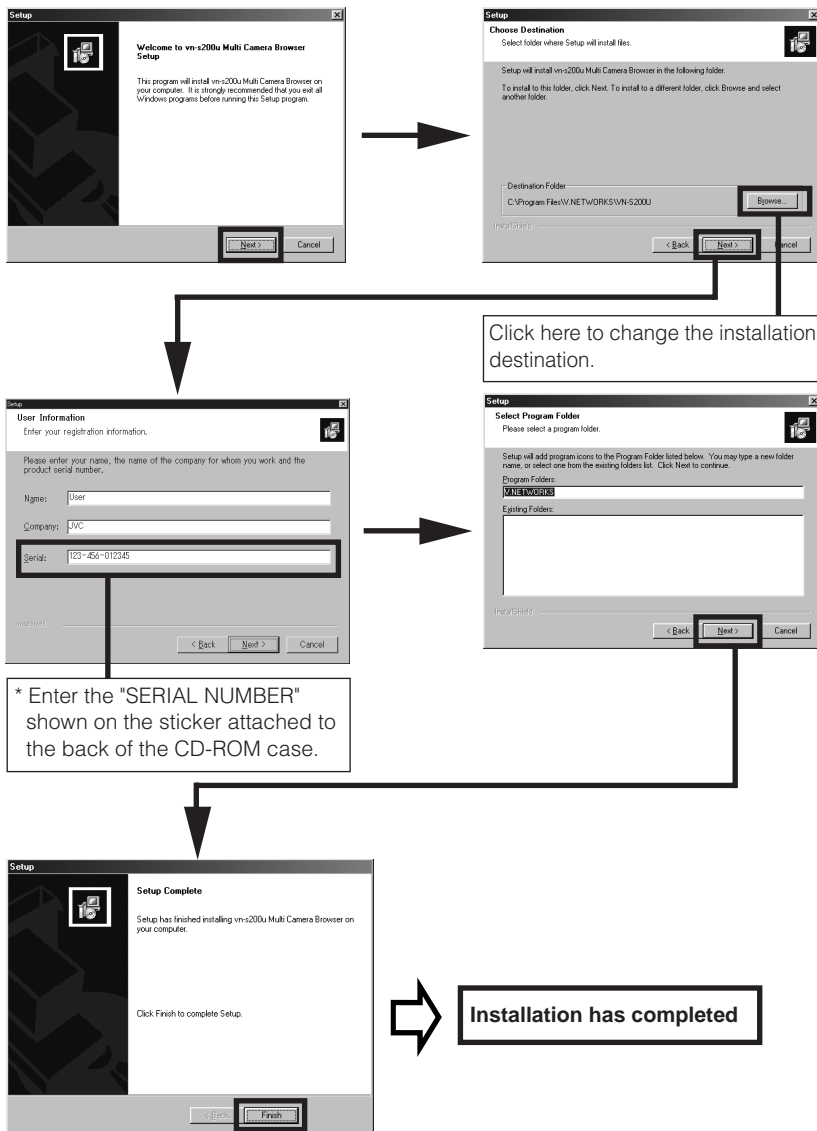 Setup
Welcome to vn-s200u Multi Camera Browser
Setup
This program will install vn-s200u Multi Camera Browser on
your computer. It is strongly recommended that you exit all
Windows programs before running this Setup program.
Next >
Cancel
Setup
Choose Destination
Select folder where Setup will install files.
Setup will install vn-s200u Multi Camera Browser in the following folder.
To install to this folder, click Next. To install to a different folder, click Browse and select
another folder.
Destination Folder
C:\Program Files\V.NETWORKS\VN-S200U
Browse...
InstallShield
< Back
Next >
Cancel
Click here to change the installation
destination.
Setup
User Information
Enter your registration information.
Please enter your name, the name of the company for whom you work and the
product serial number.
Name:
User
Company:
JVC
Serial:
123-456-012345
InstallShield
< Back
Next >
Cancel
* Enter the "SERIAL NUMBER"
shown on the sticker attached to
the back of the CD-ROM case.
Setup
Select Program Folder
Please select a program folder.
Setup will add program icons to the Program Folder listed below. You may type a new folder
name, or select one from the existing folders list. Click Next to continue.
Program Folders:
V.NETWORKS
Existing Folders:
InstallShield
< Back
Next >
Cancel
Setup
Setup Complete
Setup has finished installing vn-s200u Multi Camera Browser on
your computer.
Click Finish to complete Setup.
< Back
Finish
Installation has completed